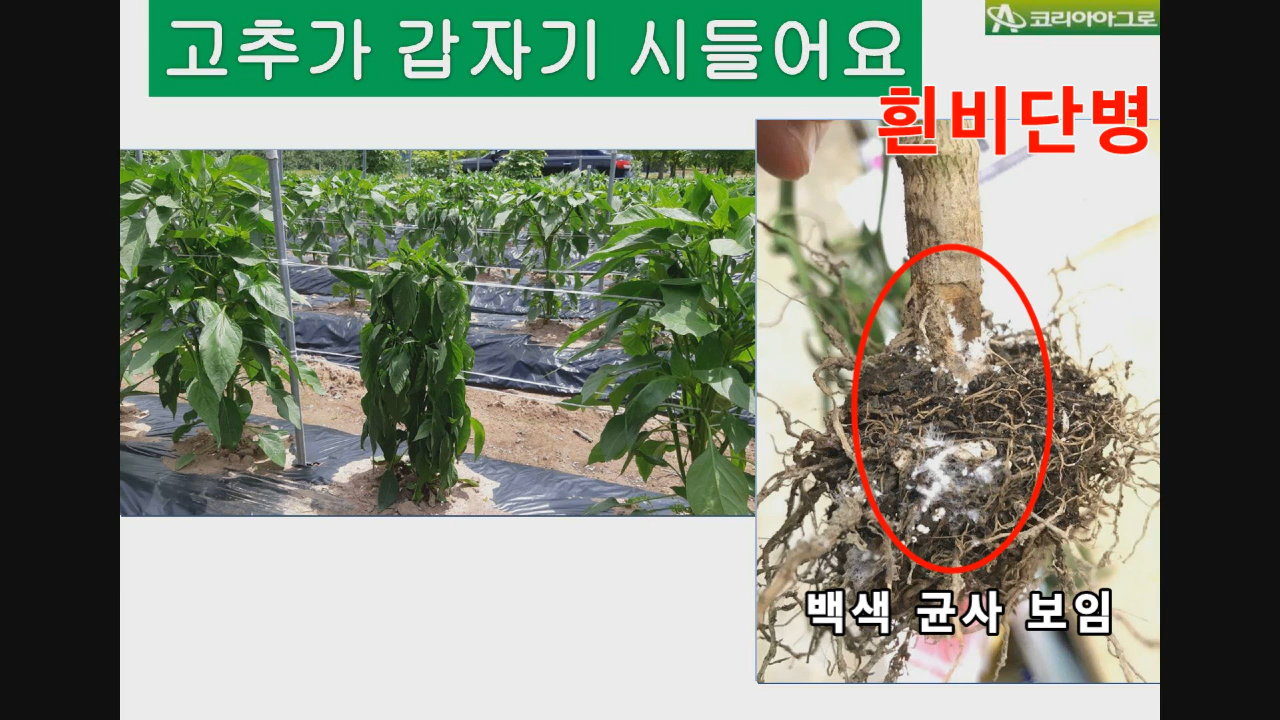 고추가 갑자기 시들어요
코리아아그로
흰비단병
백색 균사 보임